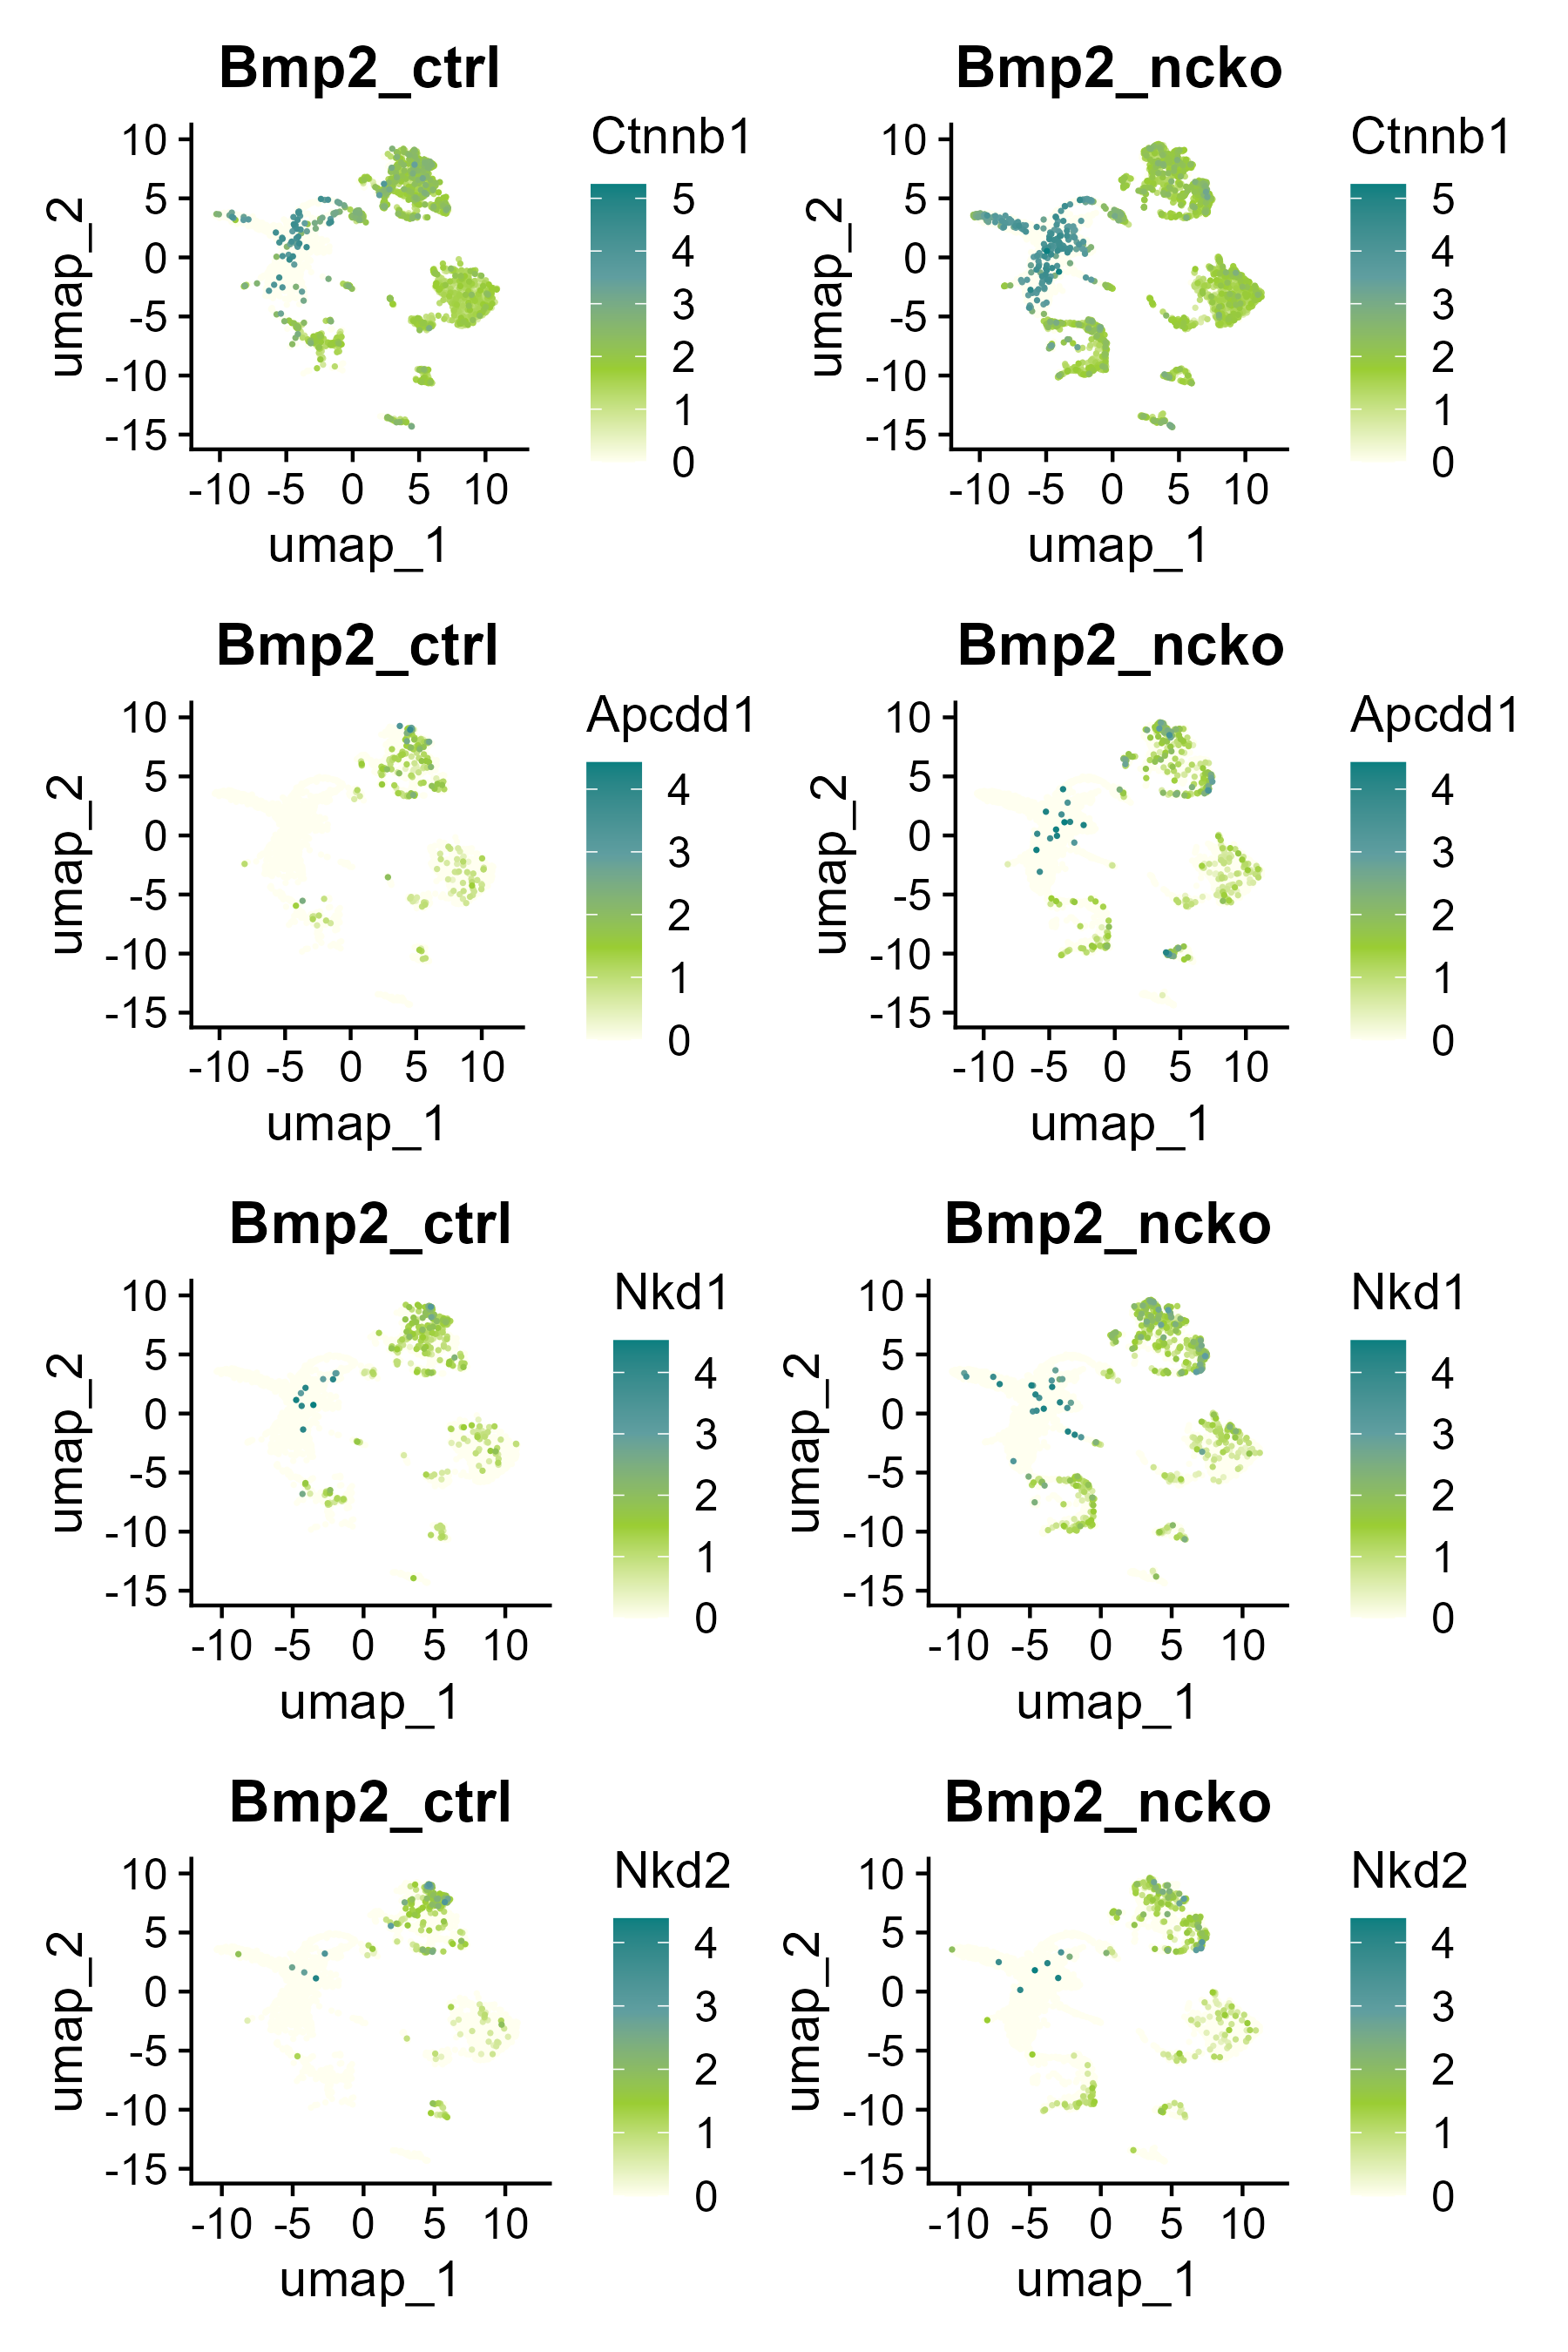 Bmp2_ctrl Bmp2_ncko
Ctnnb1 Ctnnb1
10 5 0 -5 -10 -15 5 4 3 2 1 0 10 5 0 -5 -10 -15 5 4 3 2 1 0
umap_2 umap_2
-10 -5 0 5 10 -10 -5 0 5 10
umap_1 umap_1
Bmp2_ctrl Bmp2_ncko
Apcdd1 Apcdd1
10 5 0 -5 -10 -15 4 3 2 1 0 10 5 0 -5 -10 -15 4 3 2 1 0
umap_2 umap_2
-10 -5 0 5 10 -10 -5 0 5 10
umap_1 umap_1
Bmp2_ctrl Bmp2_ncko
Nkd1 Nkd1
10 5 0 -5 -10 -15 4 3 2 1 0 10 5 0 -5 -10 -15 4 3 2 1 0
umap_2 umap_2
-10 -5 0 5 10 -10 -5 0 5 10
umap_1 umap_1
Bmp2_ctrl Bmp2_ncko
Nkd2 Nkd2
10 5 0 -5 -10 -15 4 3 2 1 0 10 5 0 -5 -10 -15 4 3 2 1 0
umap_2 umap_2
-10 -5 0 5 10 -10 -5 0 5 10
umap_1 umap_1